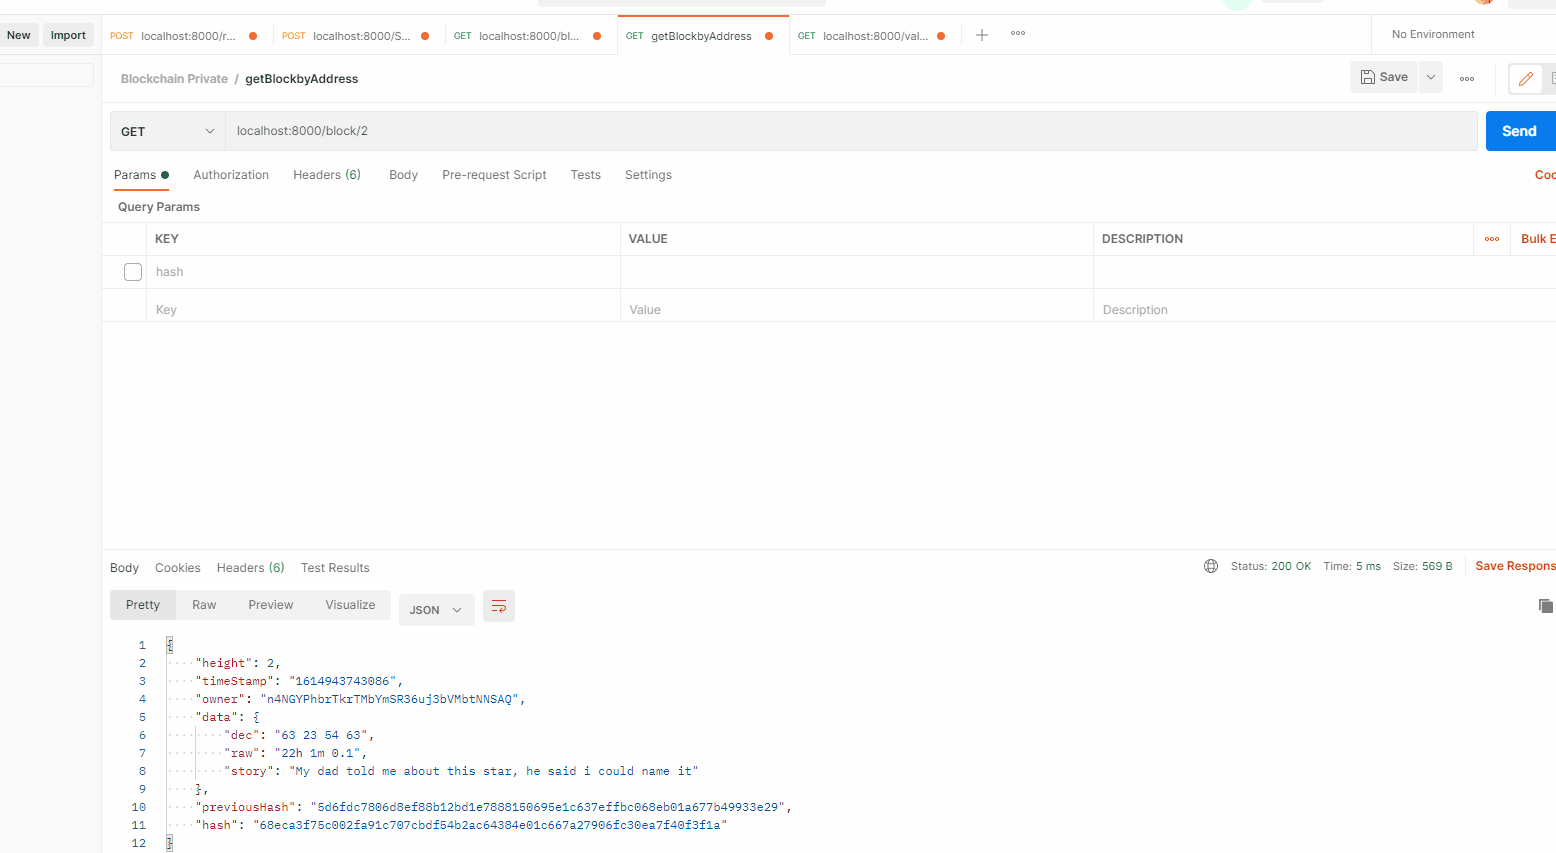 New Import POST localhost:8000/r... POST localhost:8000/S... GET localhost:8000/bl... GET getBlockbyAddress GET localhost:8000/val... No Environment
Blockchain Private / getBlockbyAddress Save
GET localhost:8000/block/2 Send
Params Authorization Headers (6) Body Pre-request Script Tests Settings Coo
Query Params
KEY VALUE DESCRIPTION Bulk E
hash
Key Value Description
Body Cookies Headers (6) Test Results Status: 200 OK Time: 5 ms Size: 569 B Save Respons
Pretty Raw Preview Visualize JSON
1 {
2 "height": 2,
3 "timeStamp": "1614943743086",
4 "owner": "n4NGYPhbrTkrTMbYmSR36uj3bVMbtNNSAQ",
5 "data": {
6 "dec": "63 23 54 63",
7 "raw": "22h 1m 0.1",
8 "story": "My dad told me about this star, he said i could name it"
9 },
10 "previousHash": "5d6fdc7806d8ef88b12bd1e7888150695e1c637effbc068eb01a677b49933e29",
11 "hash": "68eca3f75c002fa91c707cbdf54b2ac64384e01c667a27906fc30ea7f40f3f1a"
12 }